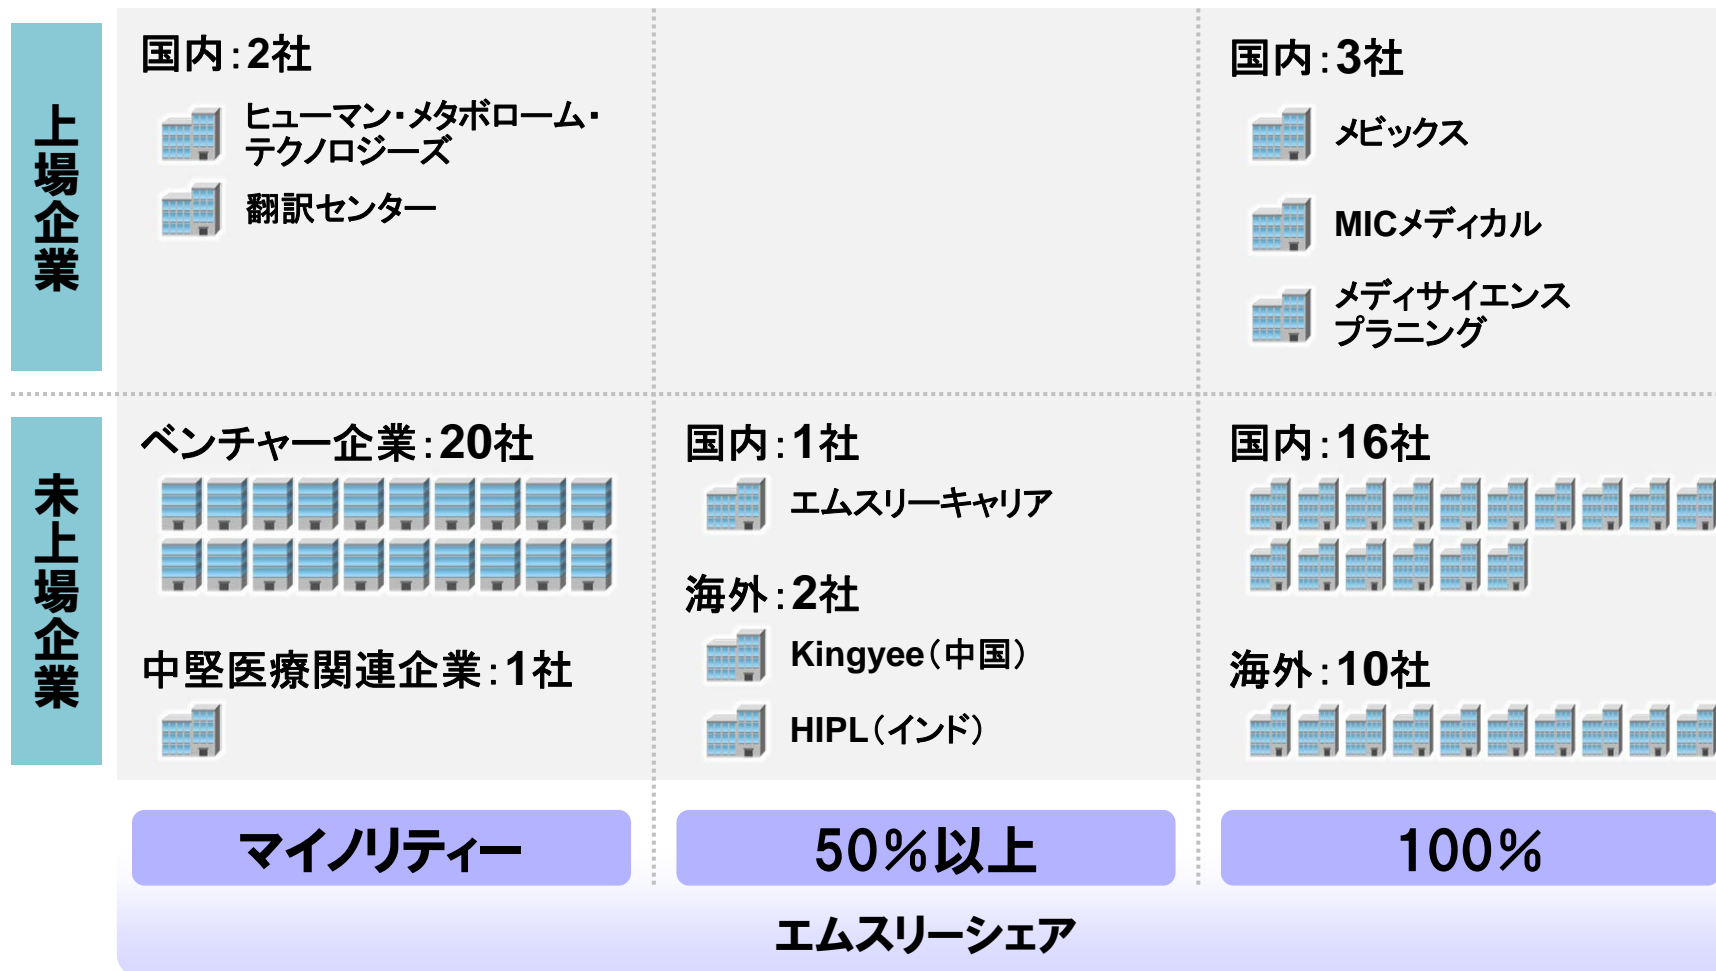 上場企業
国内：2社
ヒューマン・メタボローム・
テクノロジーズ
翻訳センター
国内：3社
メビックス
MICメディカル
メディサイエンス
プラニング
未上場企業
ベンチャー企業：20社
中堅医療関連企業：1社
国内：1社
エムスリーキャリア
海外：2社
Kingyee（中国）
HIPL（インド）
国内：16社
海外：10社
マイノリティー
50％以上
100％
エムスリーシェア